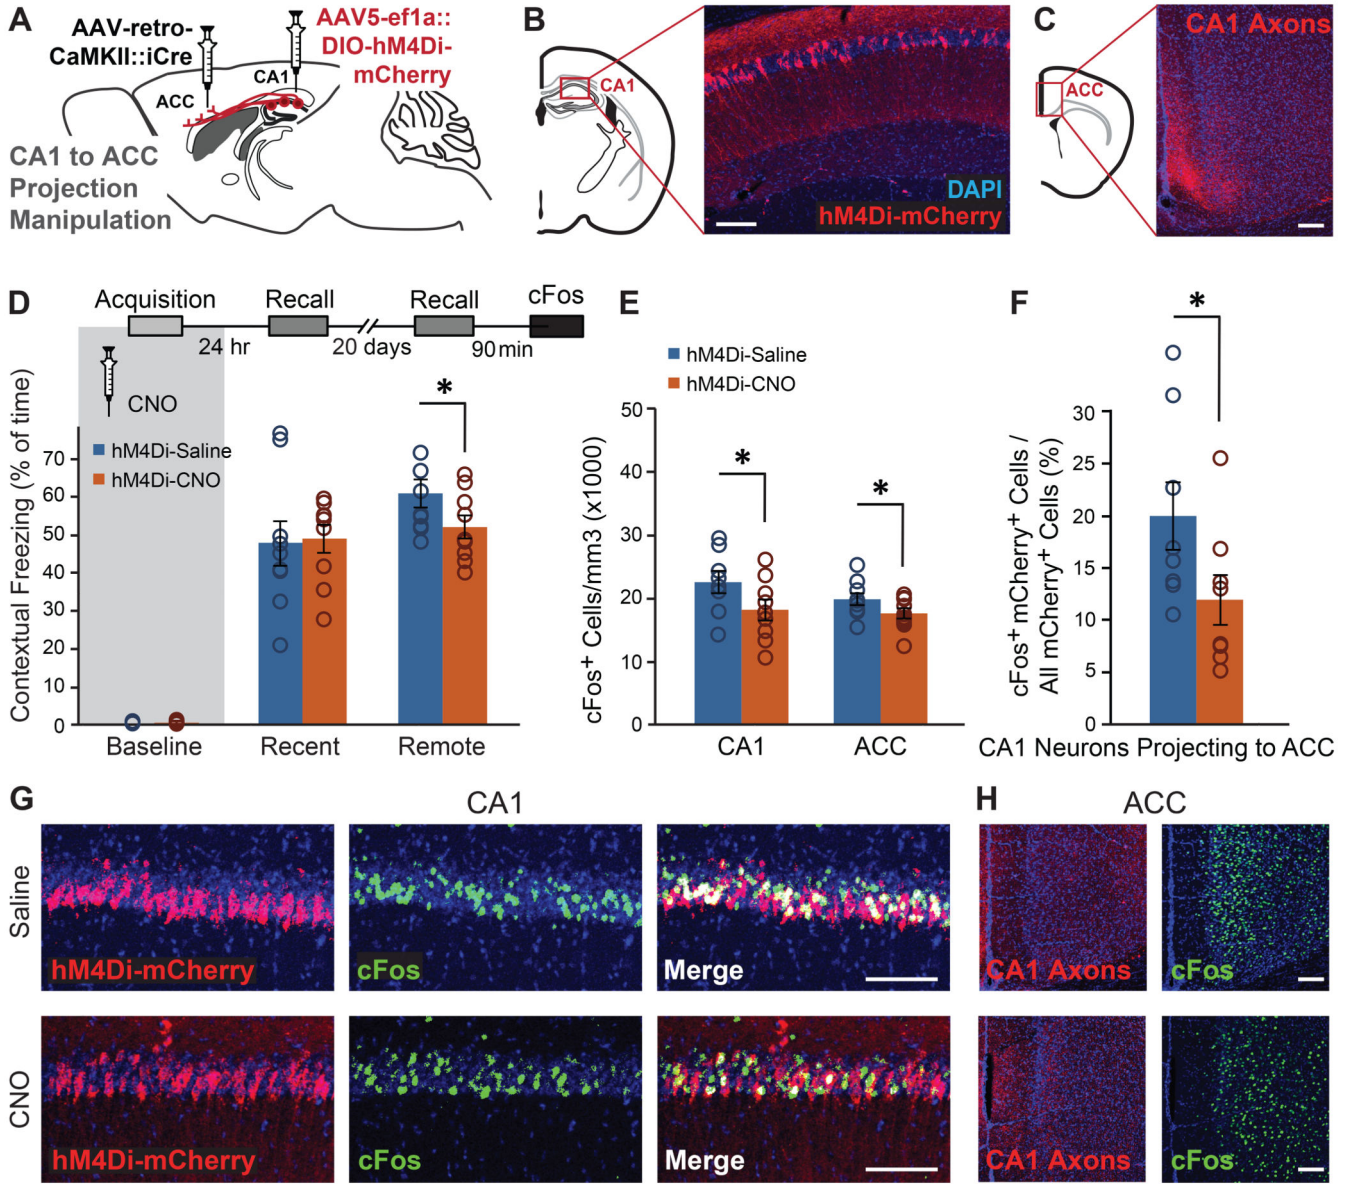 A
AAV-retro-
CaMKII::iCre
AAV5-ef1a::
DIO-hM4Di-
mCherry
CA1
ACC
CA1 to ACC
Projection
Manipulation
B
CA1
DAPI
hM4Di-mCherry
C
CA1 Axons
ACC
D
Acquisition
Recall
Recall
cFos
24 hr
20 days
90 min
CNO
hM4Di-Saline
hM4Di-CNO
*
Contextual Freezing (% of time)
70
60
50
40
30
20
10
0
Baseline
Recent
Remote
E
hM4Di-Saline
hM4Di-CNO
*
*
cFos+ Cells/mm3 (x1000)
50
40
30
20
10
0
CA1
ACC
F
*
cFos+ mCherry+ Cells /
All mCherry+ Cells (%)
30
25
20
15
10
5
0
CA1 Neurons Projecting to ACC
G
CA1
Saline
hM4Di-mCherry
cFos
Merge
CNO
hM4Di-mCherry
cFos
Merge
H
ACC
CA1 Axons
cFos
CA1 Axons
cFos